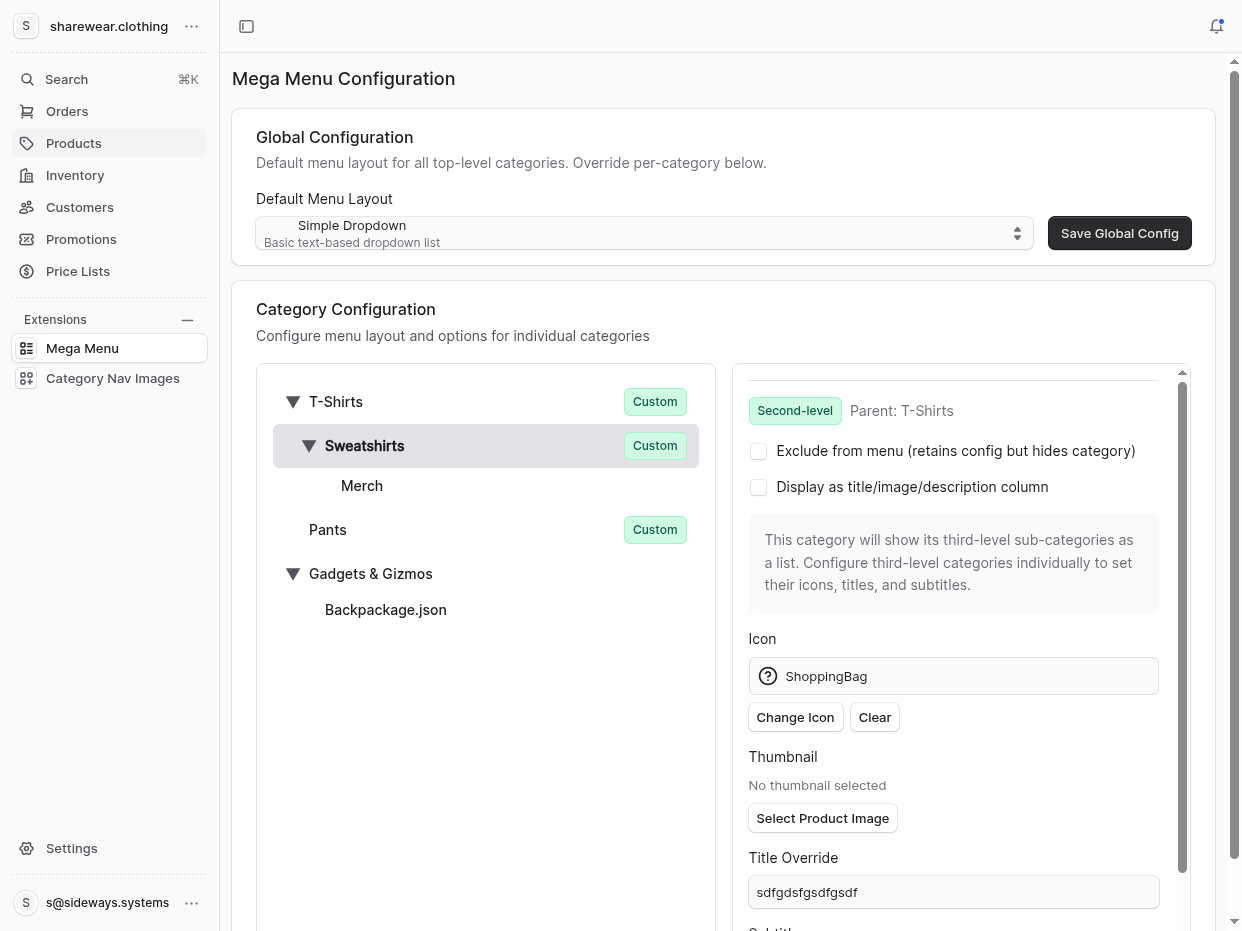 S
sharewear.clothing
Search ⌘K
Orders
Products
Inventory
Customers
Promotions
Price Lists
Extensions
Mega Menu
Category Nav Images
Settings
S
s@sideways.systems
Mega Menu Configuration
Global Configuration
Default menu layout for all top-level categories. Override per-category below.
Default Menu Layout
Simple Dropdown
Basic text-based dropdown list
Save Global Config
Category Configuration
Configure menu layout and options for individual categories
T-Shirts Custom
Sweatshirts Custom
Merch
Pants Custom
Gadgets & Gizmos
Backpackage.json
Second-level Parent: T-Shirts
Exclude from menu (retains config but hides category)
Display as title/image/description column
This category will show its third-level sub-categories as
a list. Configure third-level categories individually to set
their icons, titles, and subtitles.
Icon
ShoppingBag
Change Icon Clear
Thumbnail
No thumbnail selected
Select Product Image
Title Override
sdfgdsfgsdfgsdf